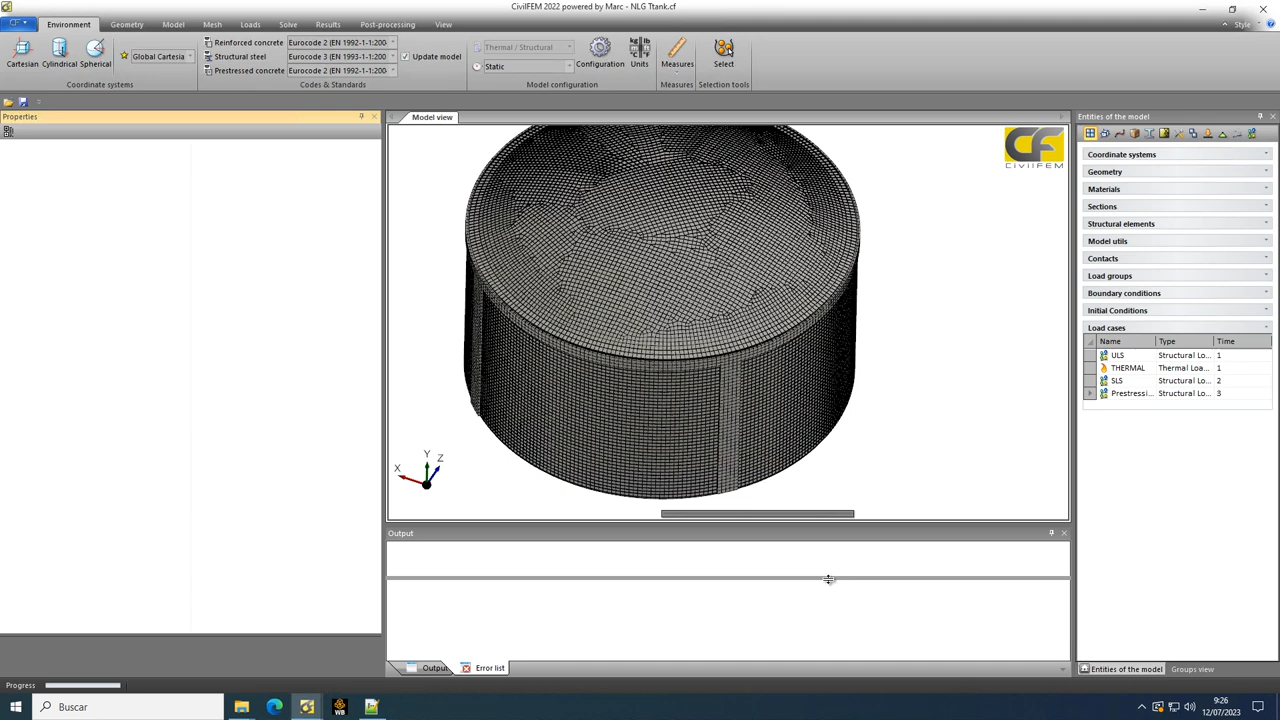 CivilFEM 2022 powered by Marc - NLG Ttank.cf
CF
Environment
Geometry
Model
Mesh
Loads
Solve
Results
Post-processing
View
Style
Cartesian
Cylindrical
Spherical
Global Cartesia
Coordinate systems
Reinforced concrete
Eurocode 2 (EN 1992-1-1:200
Structural steel
Eurocode 3 (EN 1993-1-1:200
Prestressed concrete
Eurocode 2 (EN 1992-1-1:200
Update model
Codes & Standards
Thermal / Structural
Static
Configuration
Units
Model configuration
Measures
Measures
Select
Selection tools
Properties
Model view
CF
CIVILFEM
Y
Z
X
Output
Output
Error list
Entities of the model
Coordinate systems
Geometry
Materials
Sections
Structural elements
Model utils
Contacts
Load groups
Boundary conditions
Initial Conditions
Load cases
Name Type Time
ULS Structural Lo... 1
THERMAL Thermal Loa... 1
SLS Structural Lo... 2
Prestressi... Structural Lo... 3
Entities of the model
Groups view
Progress
Buscar
WB
9:26
12/07/2023